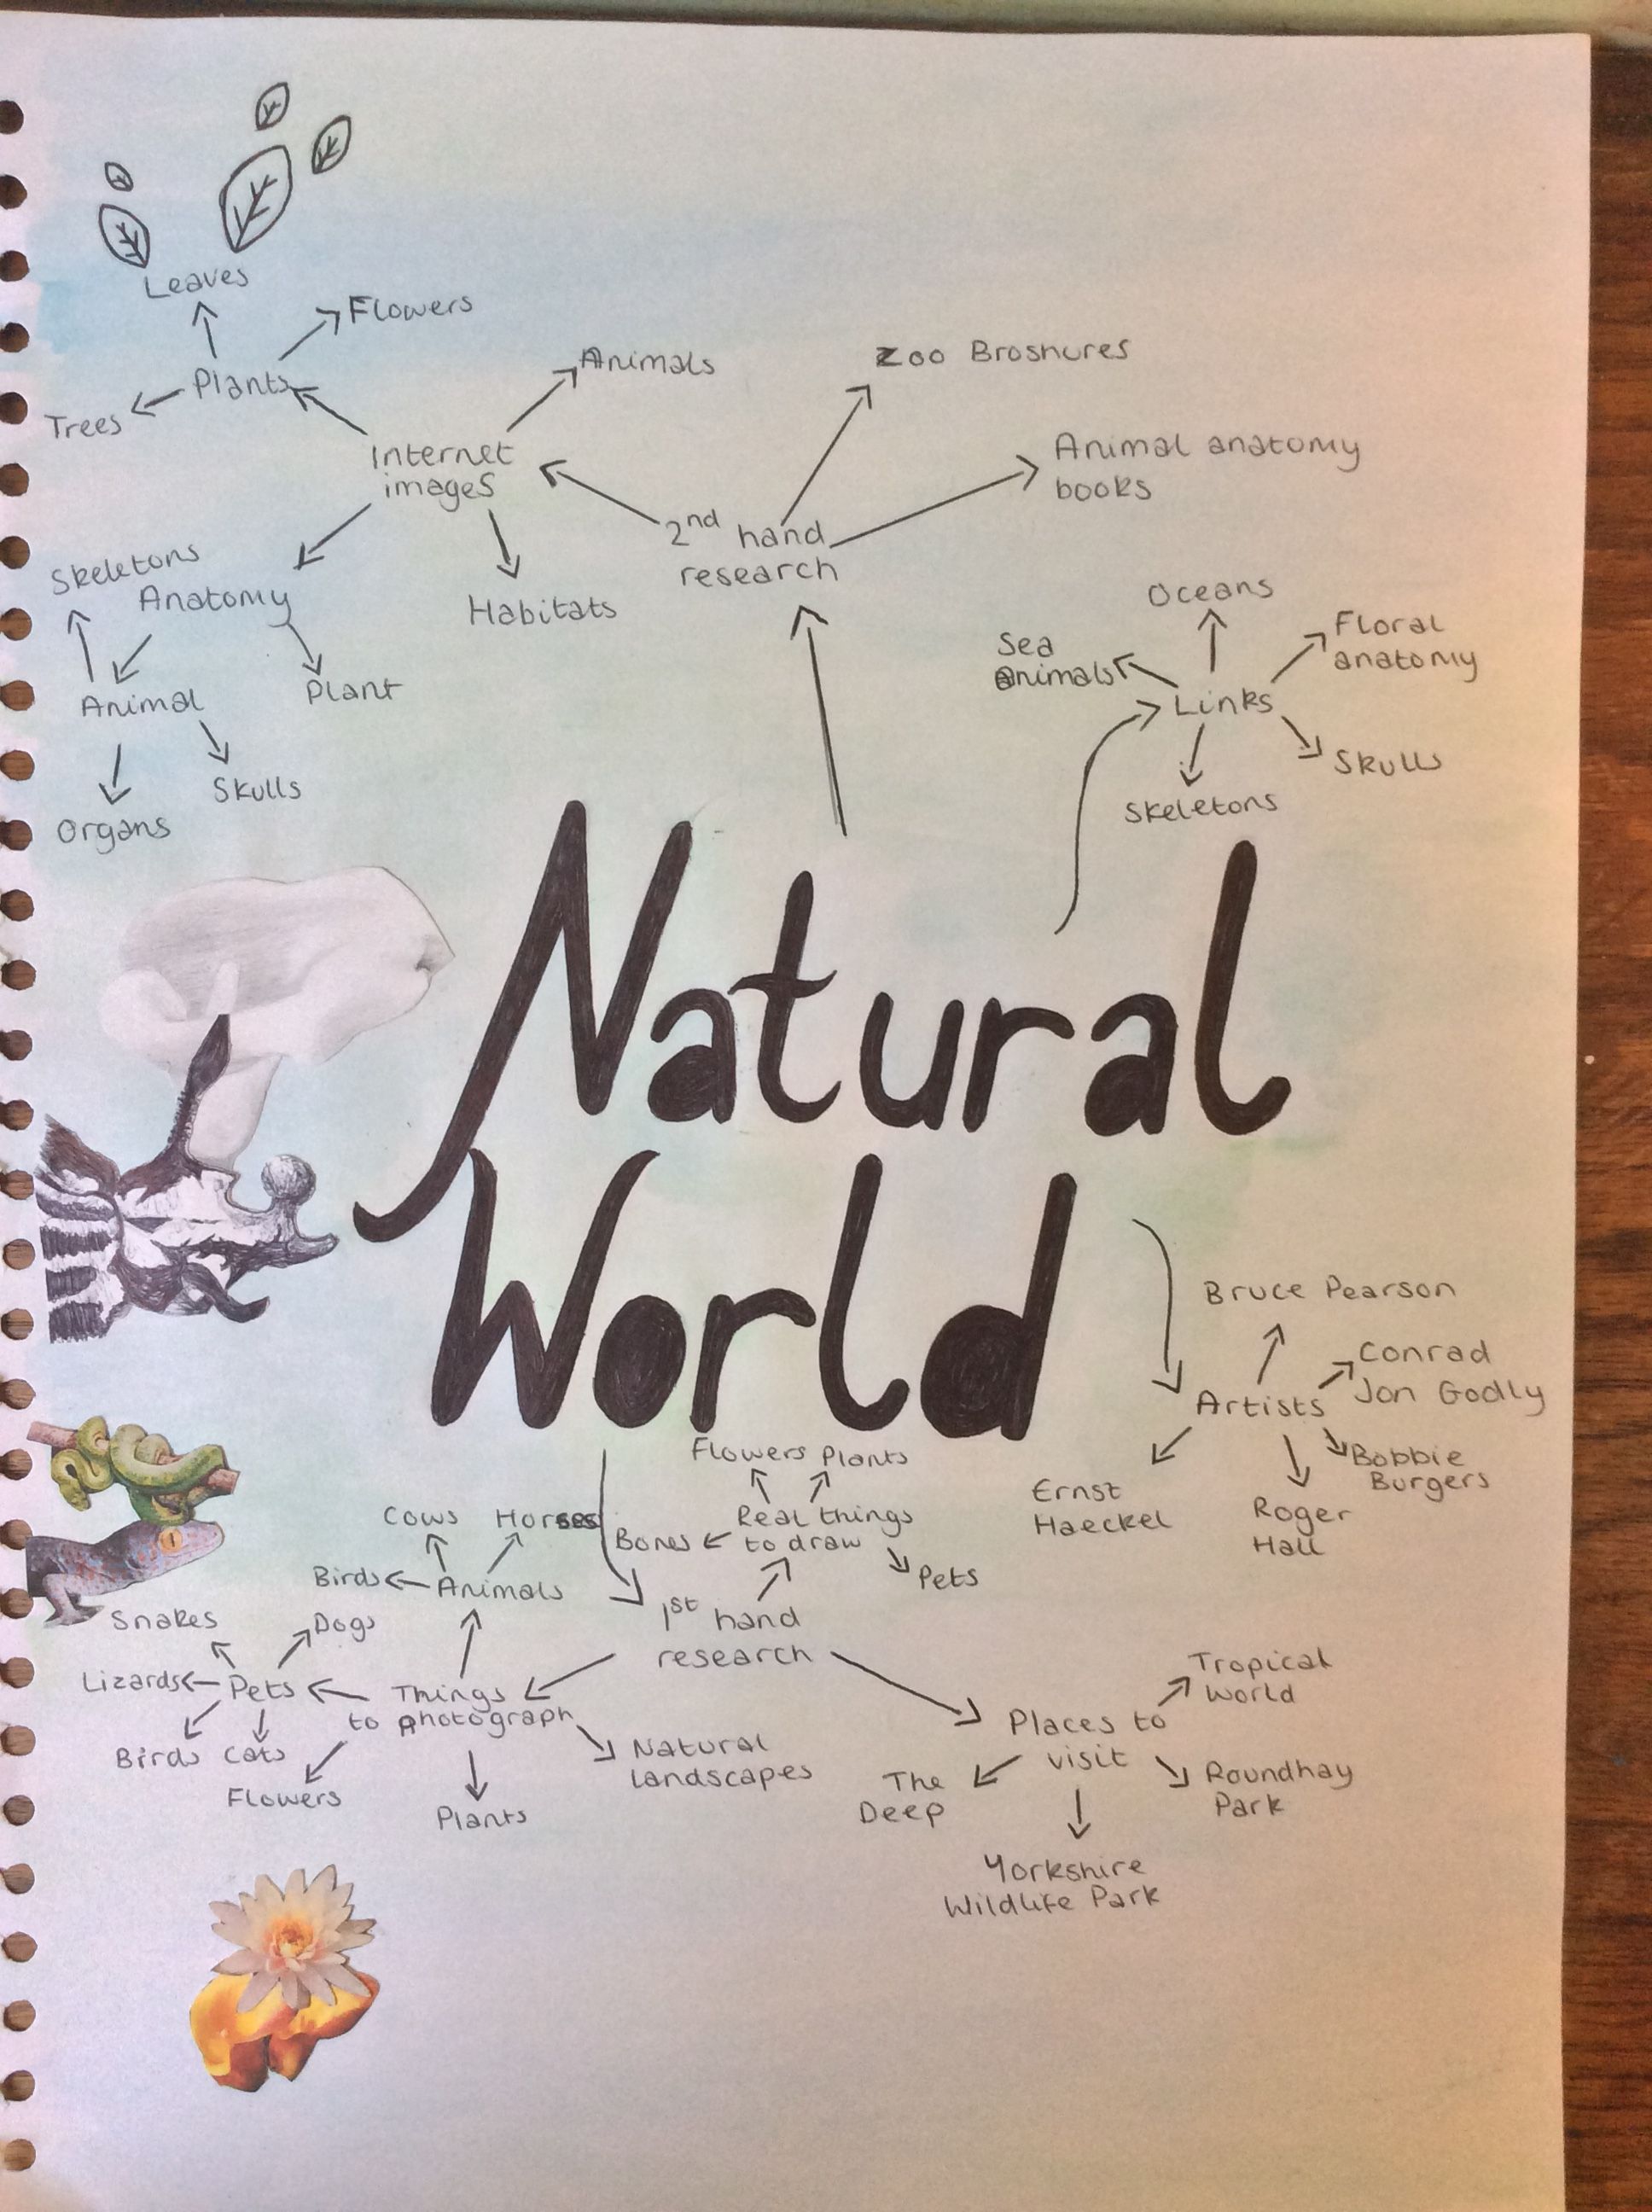 Leaves
Flowers
Plants
Trees
Animals
Internet
images
Zoo Broshures
Animal anatomy
books
2nd hand
research
Skeletons
Anatomy
Habitats
Animal
Plant
Organs
Skulls
Oceans
Sea
animals
Floral
anatomy
Links
Skulls
Skeletons
Natural
World
Bruce Pearson
Conrad
Jon Godly
Artists
Bobbie
Burgers
Ernst
Haeckel
Roger
Hall
Flowers Plants
Real things
to draw
Bones
Pets
Cows
Horses
Birds
Animals
1st hand
research
Snakes
Dogs
Lizards
Pets
Things
to photograph
Birds
Cats
Flowers
Plants
Natural
landscapes
Tropical
World
Places to
visit
The
Deep
Roundhay
Park
Yorkshire
Wildlife Park